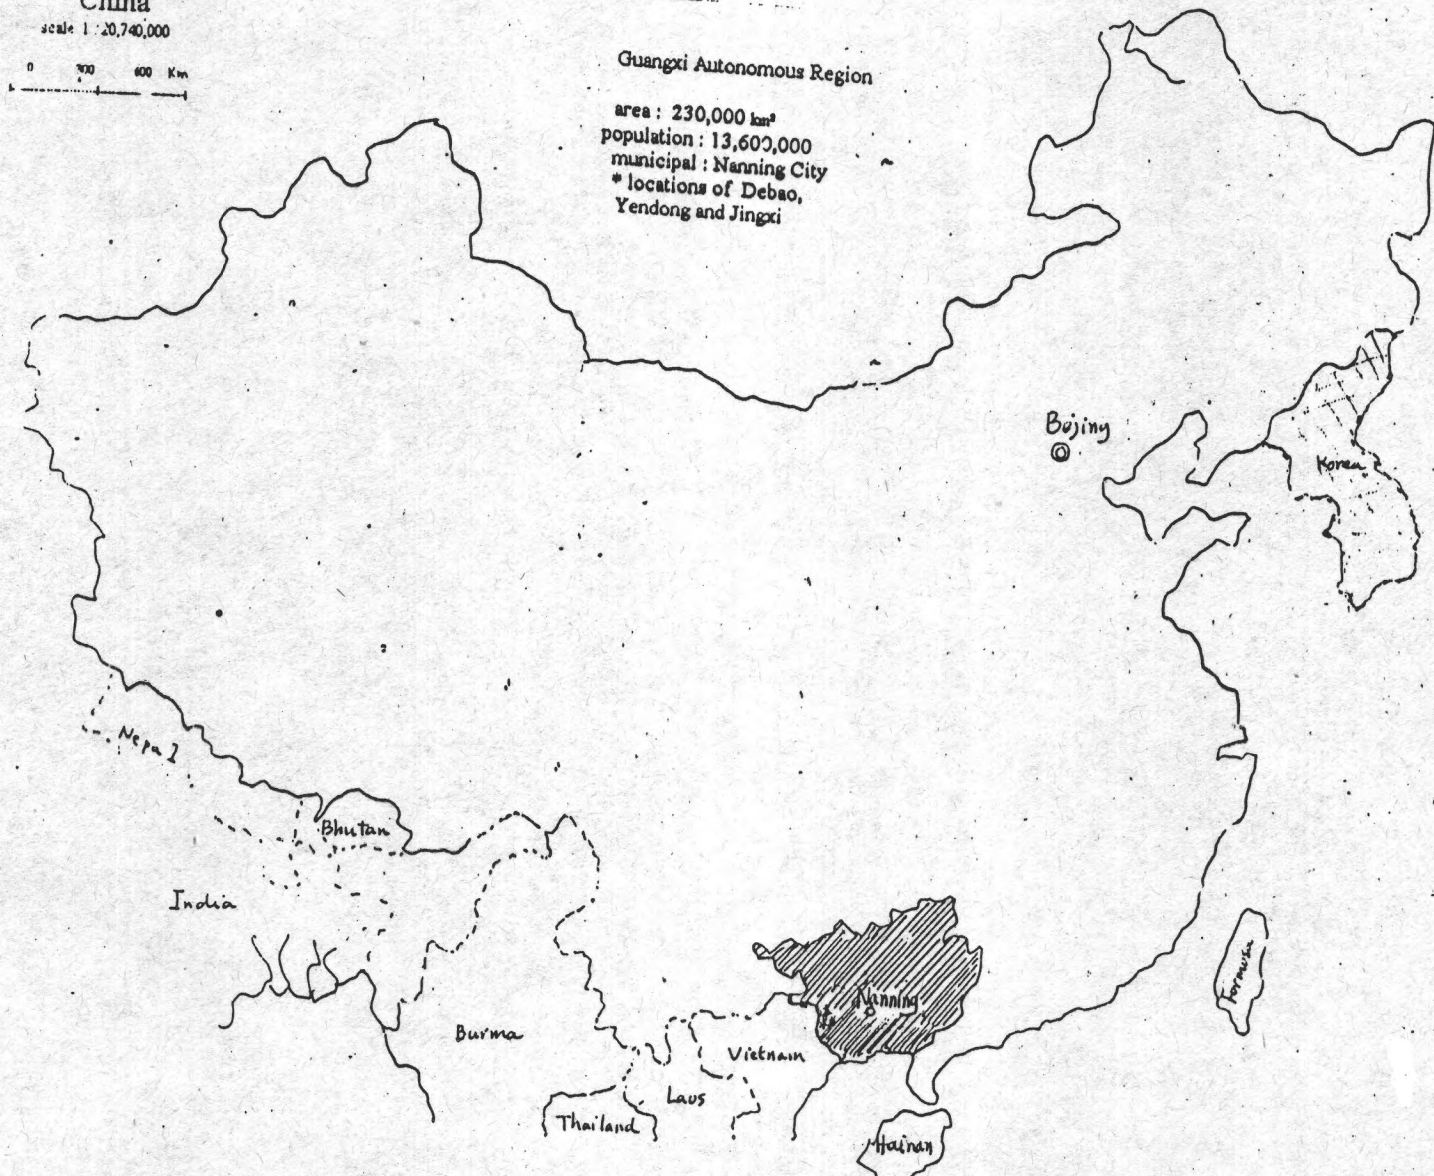 China
scale 1 : 20,740,000
0 300 600 Km
Guangxi Autonomous Region
area : 230,000 km²
population : 13,600,000
municipal : Nanning City
* locations of Debao,
Yendong and Jingxi
Beijing
Korea
Nepal
Bhutan
India
Nanning
Formosa
Burma
Vietnam
Laos
Thailand
Hainan